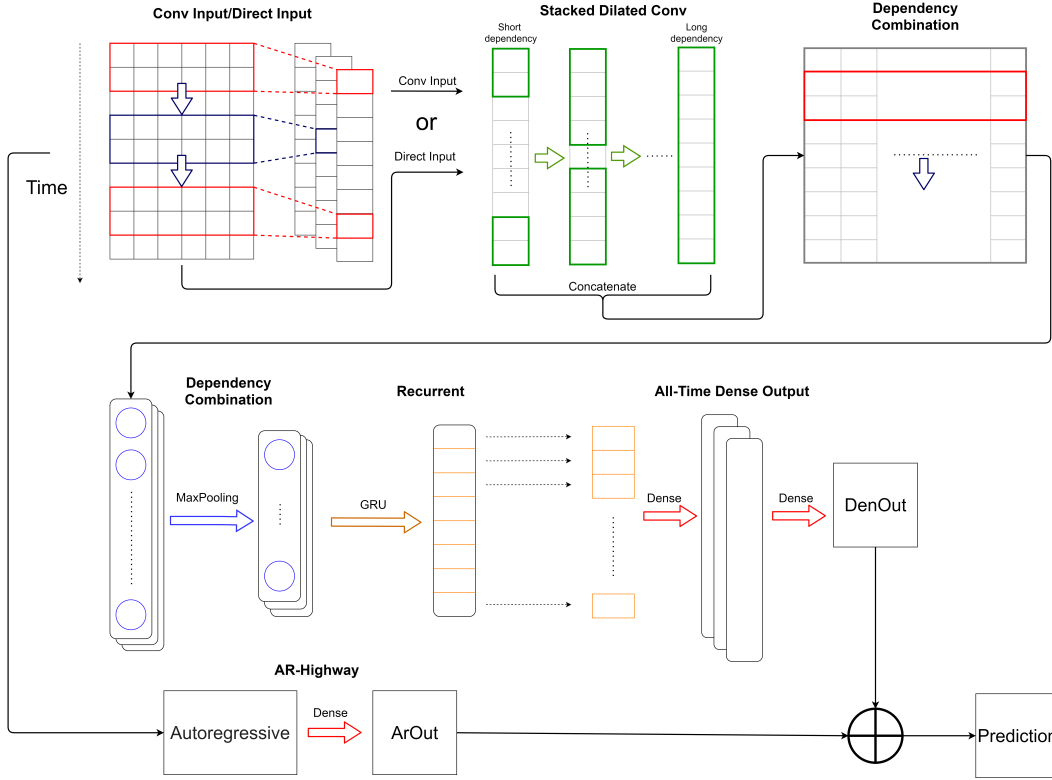 Conv Input/Direct Input
Stacked Dilated Conv
Dependency
Combination
Short
dependency
Long
dependency
Conv Input
or
Direct Input
Time
Concatenate
Dependency
Combination
Recurrent
All-Time Dense Output
MaxPooling
GRU
Dense
Dense
DenOut
AR-Highway
Autoregressive
Dense
ArOut
Prediction